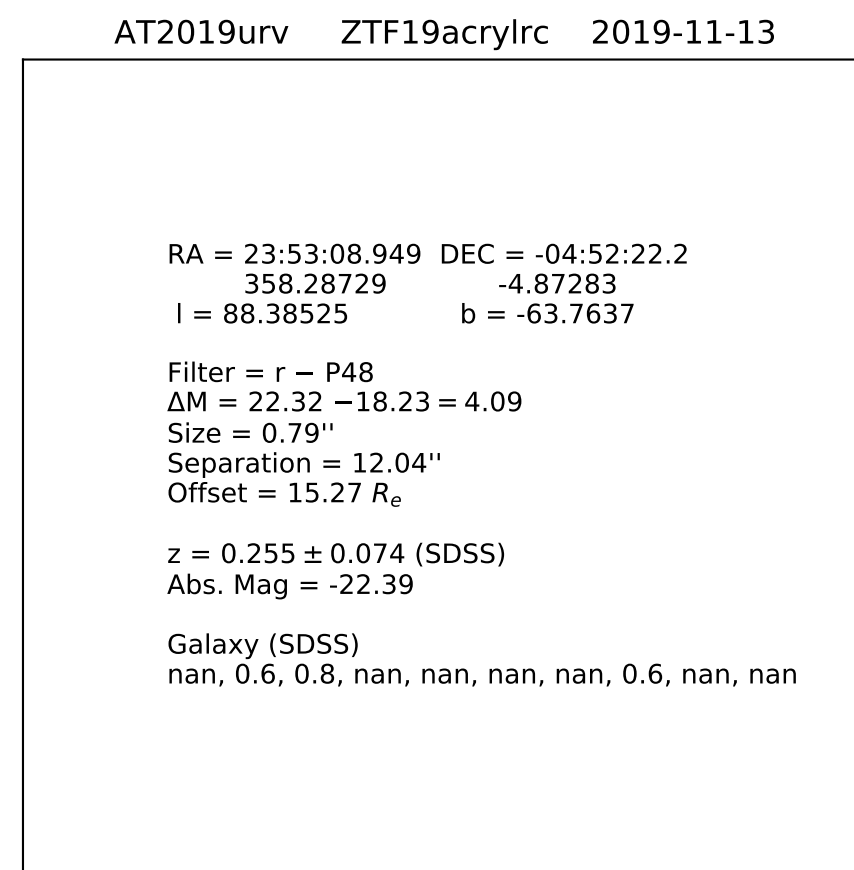 AT2019urv ZTF19acrylrc 2019-11-13
RA = 23:53:08.949 DEC = -04:52:22.2
358.28729 -4.87283
l = 88.38525 b = -63.7637
Filter = r − P48
ΔM = 22.32 −18.23 = 4.09
Size = 0.79''
Separation = 12.04''
Offset = 15.27 Rₑ
z = 0.255 ± 0.074 (SDSS)
Abs. Mag = -22.39
Galaxy (SDSS)
nan, 0.6, 0.8, nan, nan, nan, nan, 0.6, nan, nan